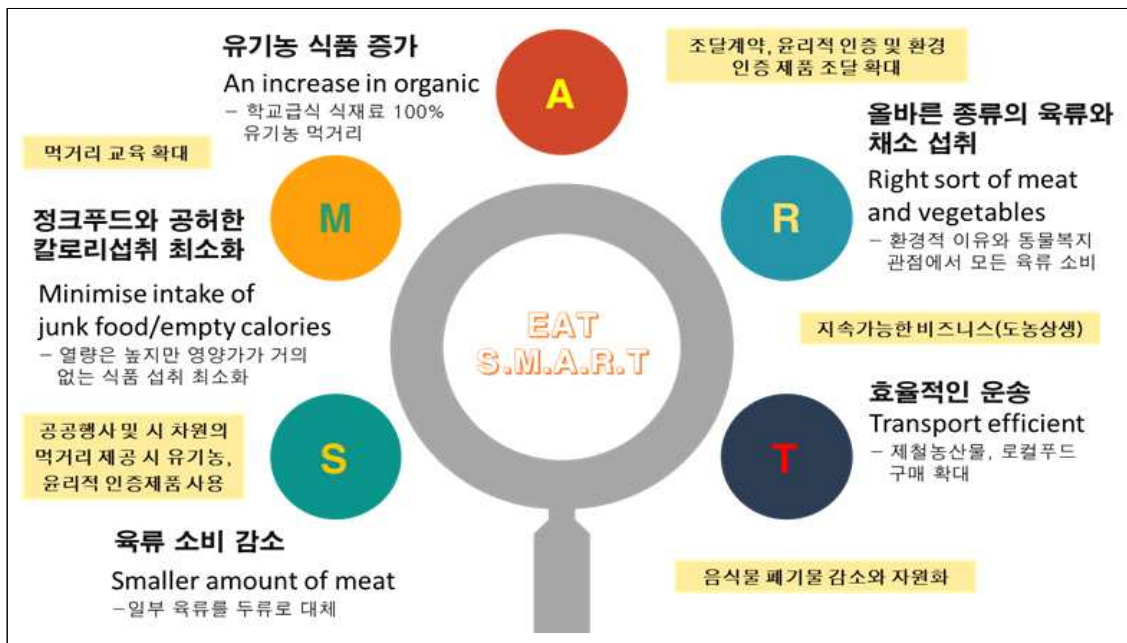 유기농 식품 증가
An increase in organic
– 학교급식 식재료 100%
유기농 먹거리
A
조달계약, 윤리적 인증 및 환경
인증 제품 조달 확대
먹거리 교육 확대
M
정크푸드와 공허한
칼로리섭취 최소화
Minimise intake of
junk food/empty calories
– 열량은 높지만 영양가가 거의
없는 식품 섭취 최소화
올바른 종류의 육류와
채소 섭취
R
Right sort of meat
and vegetables
– 환경적 이유와 동물복지
관점에서 모든 육류 소비
EAT
S.M.A.R.T
지속가능한 비즈니스(도농상생)
공공행사 및 시 차원의
먹거리 제공 시 유기농,
윤리적 인증제품 사용
S
육류 소비 감소
Smaller amount of meat
–일부 육류를 두류로 대체
T
효율적인 운송
Transport efficient
– 제철농산물, 로컬푸드
구매 확대
음식물 폐기물 감소와 자원화